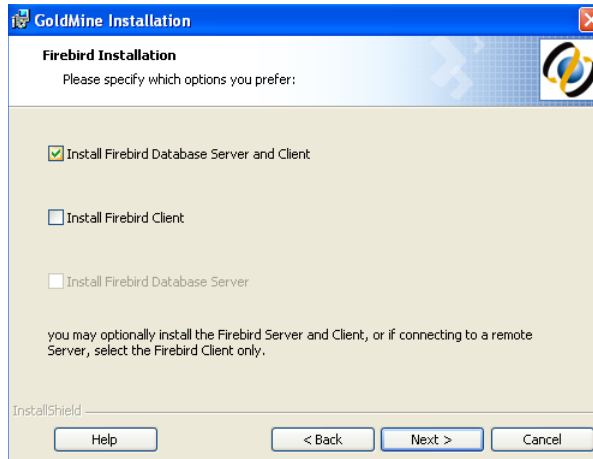 GoldMine Installation
Firebird Installation
Please specify which options you prefer:
Install Firebird Database Server and Client
Install Firebird Client
Install Firebird Database Server
you may optionally install the Firebird Server and Client, or if connecting to a remote
Server, select the Firebird Client only.
InstallShield
Help
< Back
Next >
Cancel